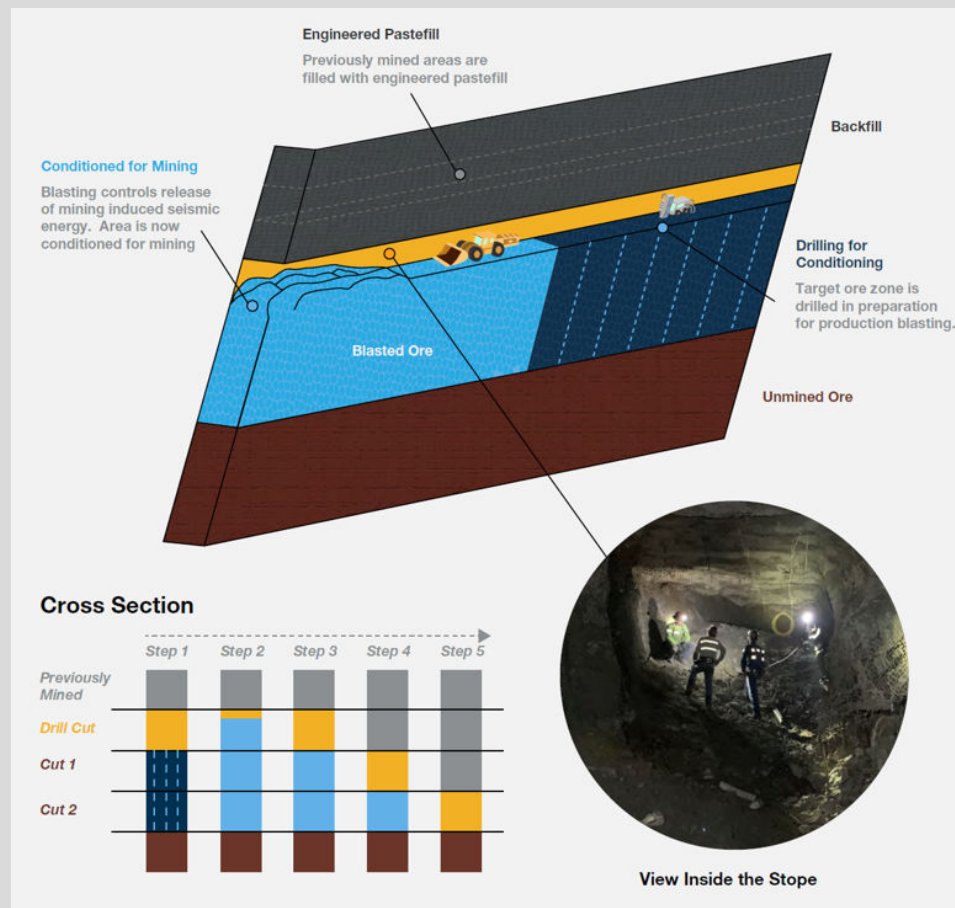 Engineered Pastefill
Previously mined areas are
filled with engineered pastefill
Backfill
Conditioned for Mining
Blasting controls release
of mining induced seismic
energy. Area is now
conditioned for mining
Drilling for
Conditioning
Target ore zone is
drilled in preparation
for production blasting.
Blasted Ore
Unmined Ore
Cross Section
Step 1 Step 2 Step 3 Step 4 Step 5
Previously
Mined
Drill Cut
Cut 1
Cut 2
View Inside the Stope